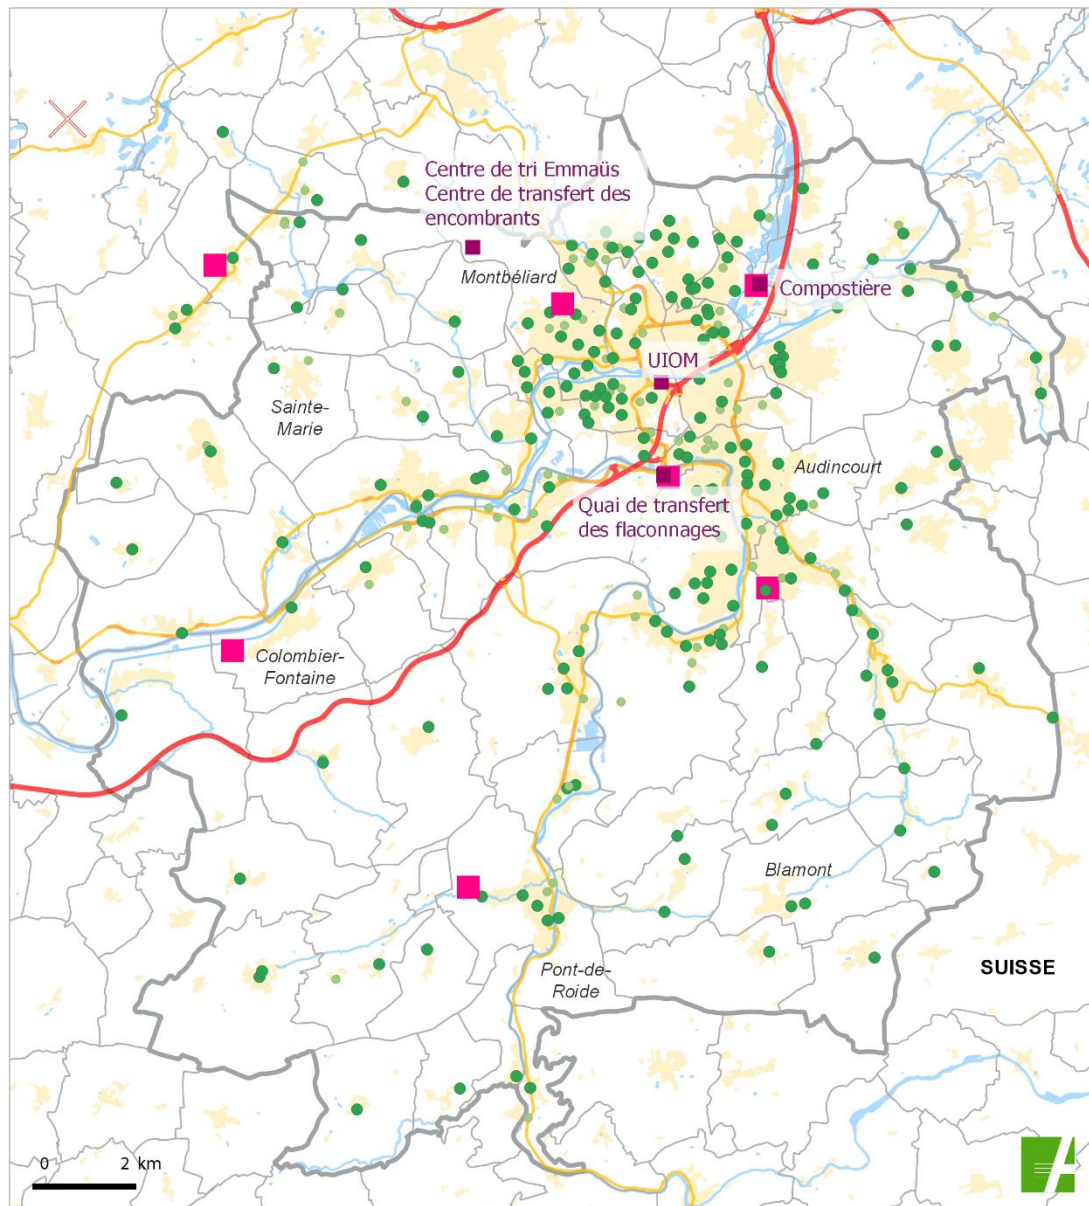 Centre de tri Emmaüs
Centre de transfert des
encombrants
Montbéliard
Compostière
UIOM
Sainte-
Marie
Audincourt
Quai de transfert
des flaconnages
Colombier-
Fontaine
Blamont
Pont-de-
Roide
SUISSE
0 2 km